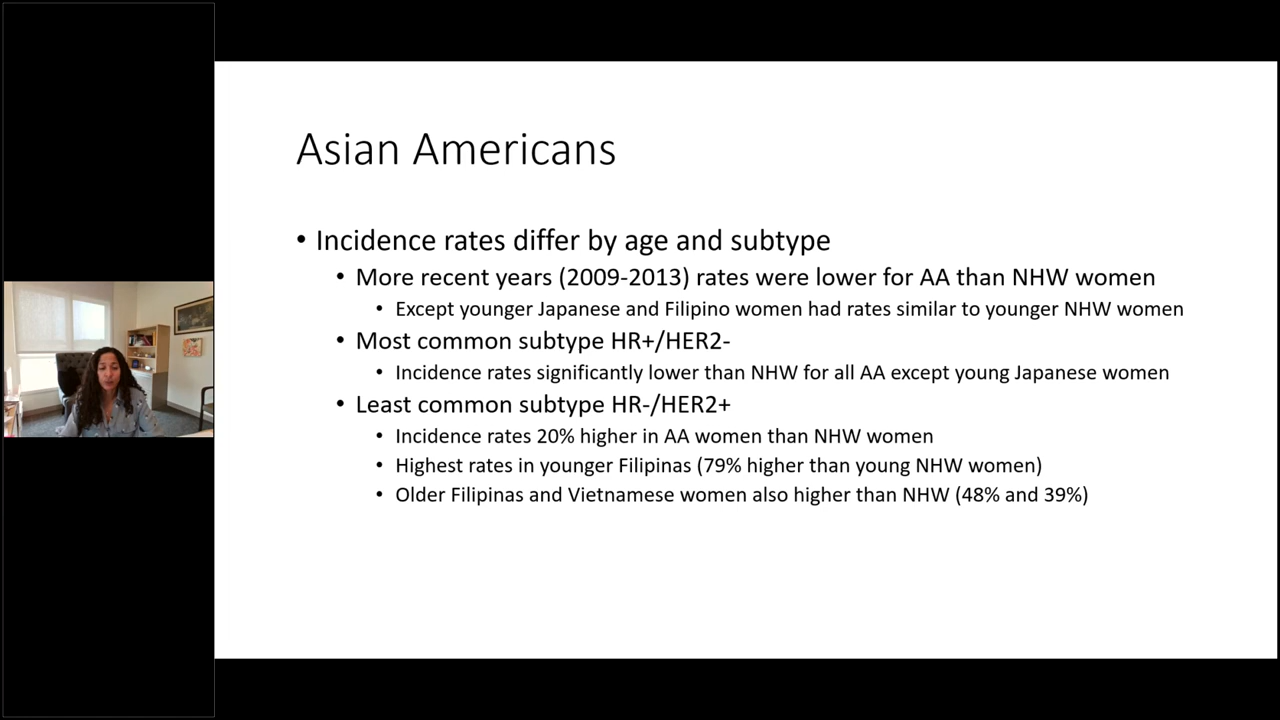 Asian Americans
• Incidence rates differ by age and subtype
• More recent years (2009-2013) rates were lower for AA than NHW women
• Except younger Japanese and Filipino women had rates similar to younger NHW women
• Most common subtype HR+/HER2-
• Incidence rates significantly lower than NHW for all AA except young Japanese women
• Least common subtype HR-/HER2+
• Incidence rates 20% higher in AA women than NHW women
• Highest rates in younger Filipinas (79% higher than young NHW women)
• Older Filipinas and Vietnamese women also higher than NHW (48% and 39%)